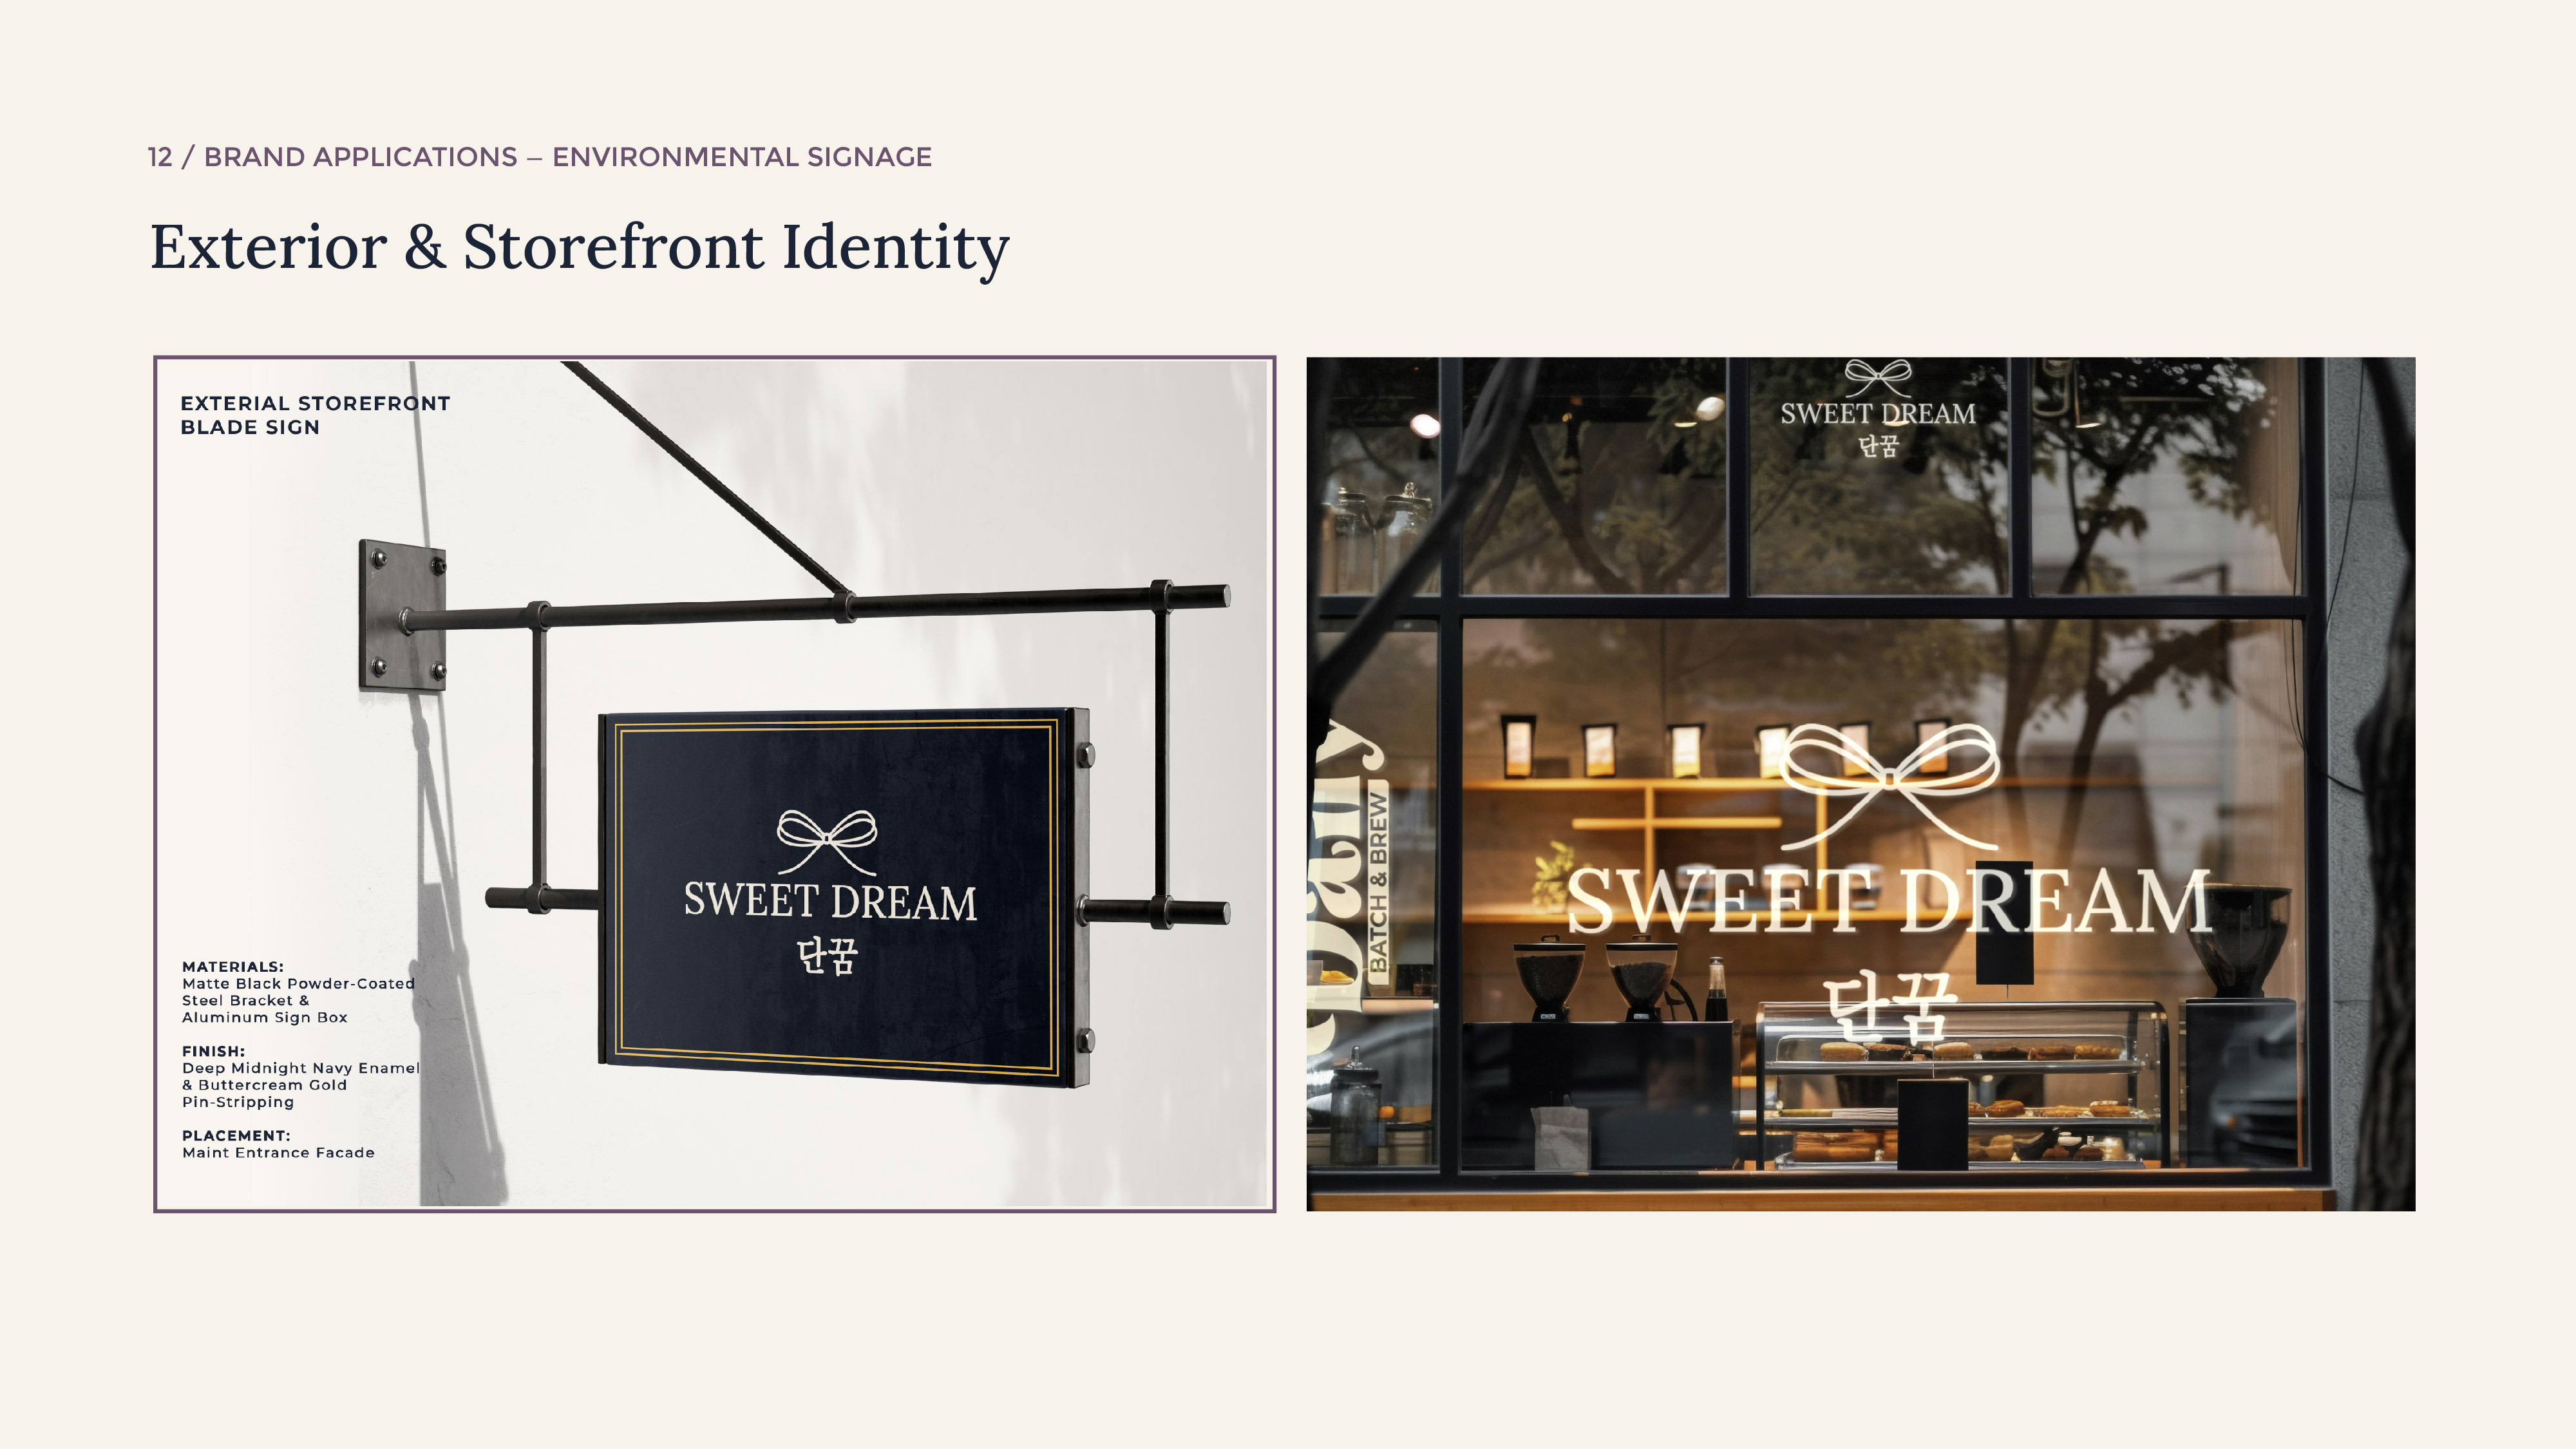 12 / BRAND APPLICATIONS – ENVIRONMENTAL SIGNAGE
Exterior & Storefront Identity
EXTERIAL STOREFRONT
BLADE SIGN
MATERIALS:
Matte Black Powder-Coated
Steel Bracket &
Aluminum Sign Box
FINISH:
Deep Midnight Navy Enamel
& Buttercream Gold
Pin-Stripping
PLACEMENT:
Maint Entrance Facade
SWEET DREAM
단꿈
SWEET DREAM
단꿈
BATCH & BREW
SWEET DREAM
단꿈